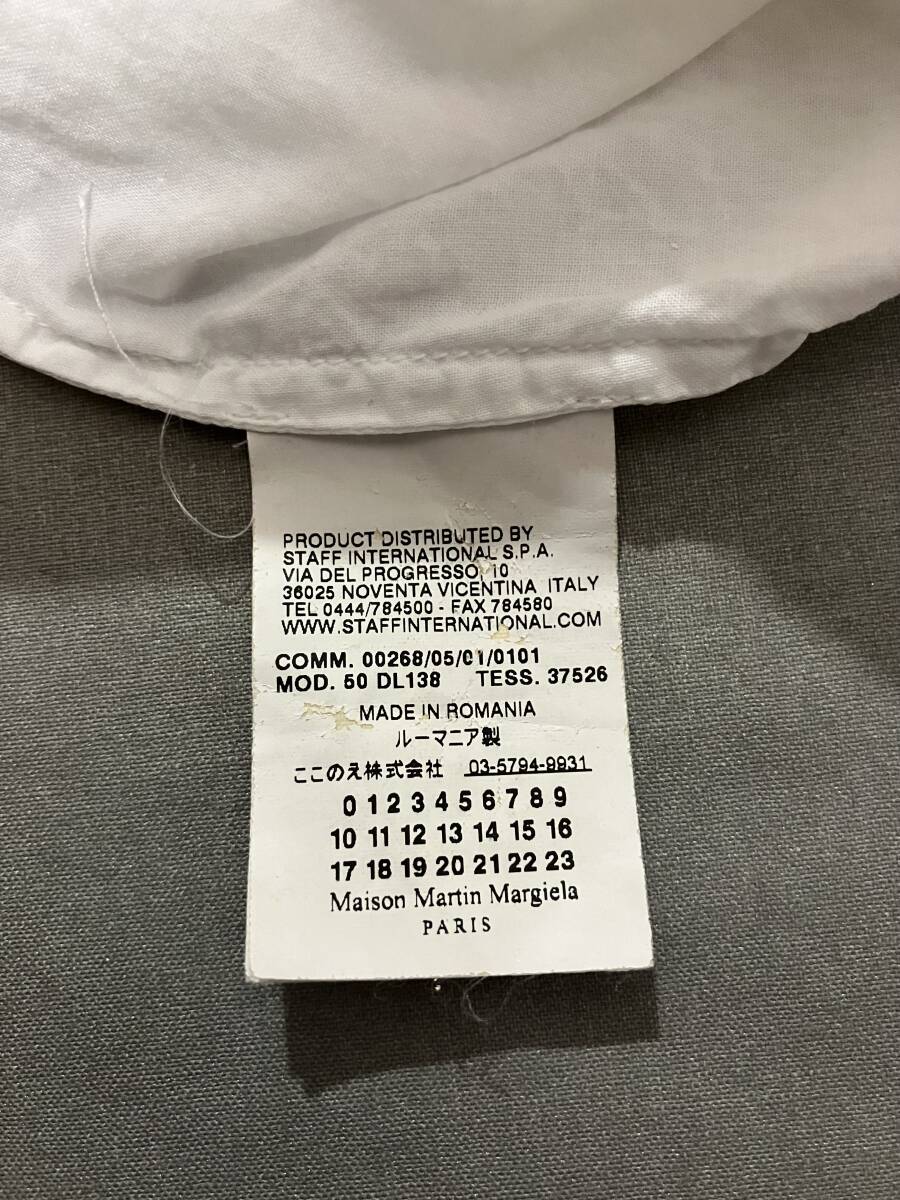 PRODUCT DISTRIBUTED BY
STAFF INTERNATIONAL S.P.A.
VIA DEL PROGRESSO, 10
36025 NOVENTA VICENTINA ITALY
TEL 0444/784500 - FAX 784580
WWW.STAFFINTERNATIONAL.COM
COMM. 00268/05/01/0101
MOD. 50 DL138 TESS. 37526
MADE IN ROMANIA
ルーマニア製
ここのえ株式会社 03-5794-9931
0 1 2 3 4 5 6 7 8 9
10 11 12 13 14 15 16
17 18 19 20 21 22 23
Maison Martin Margiela
PARIS